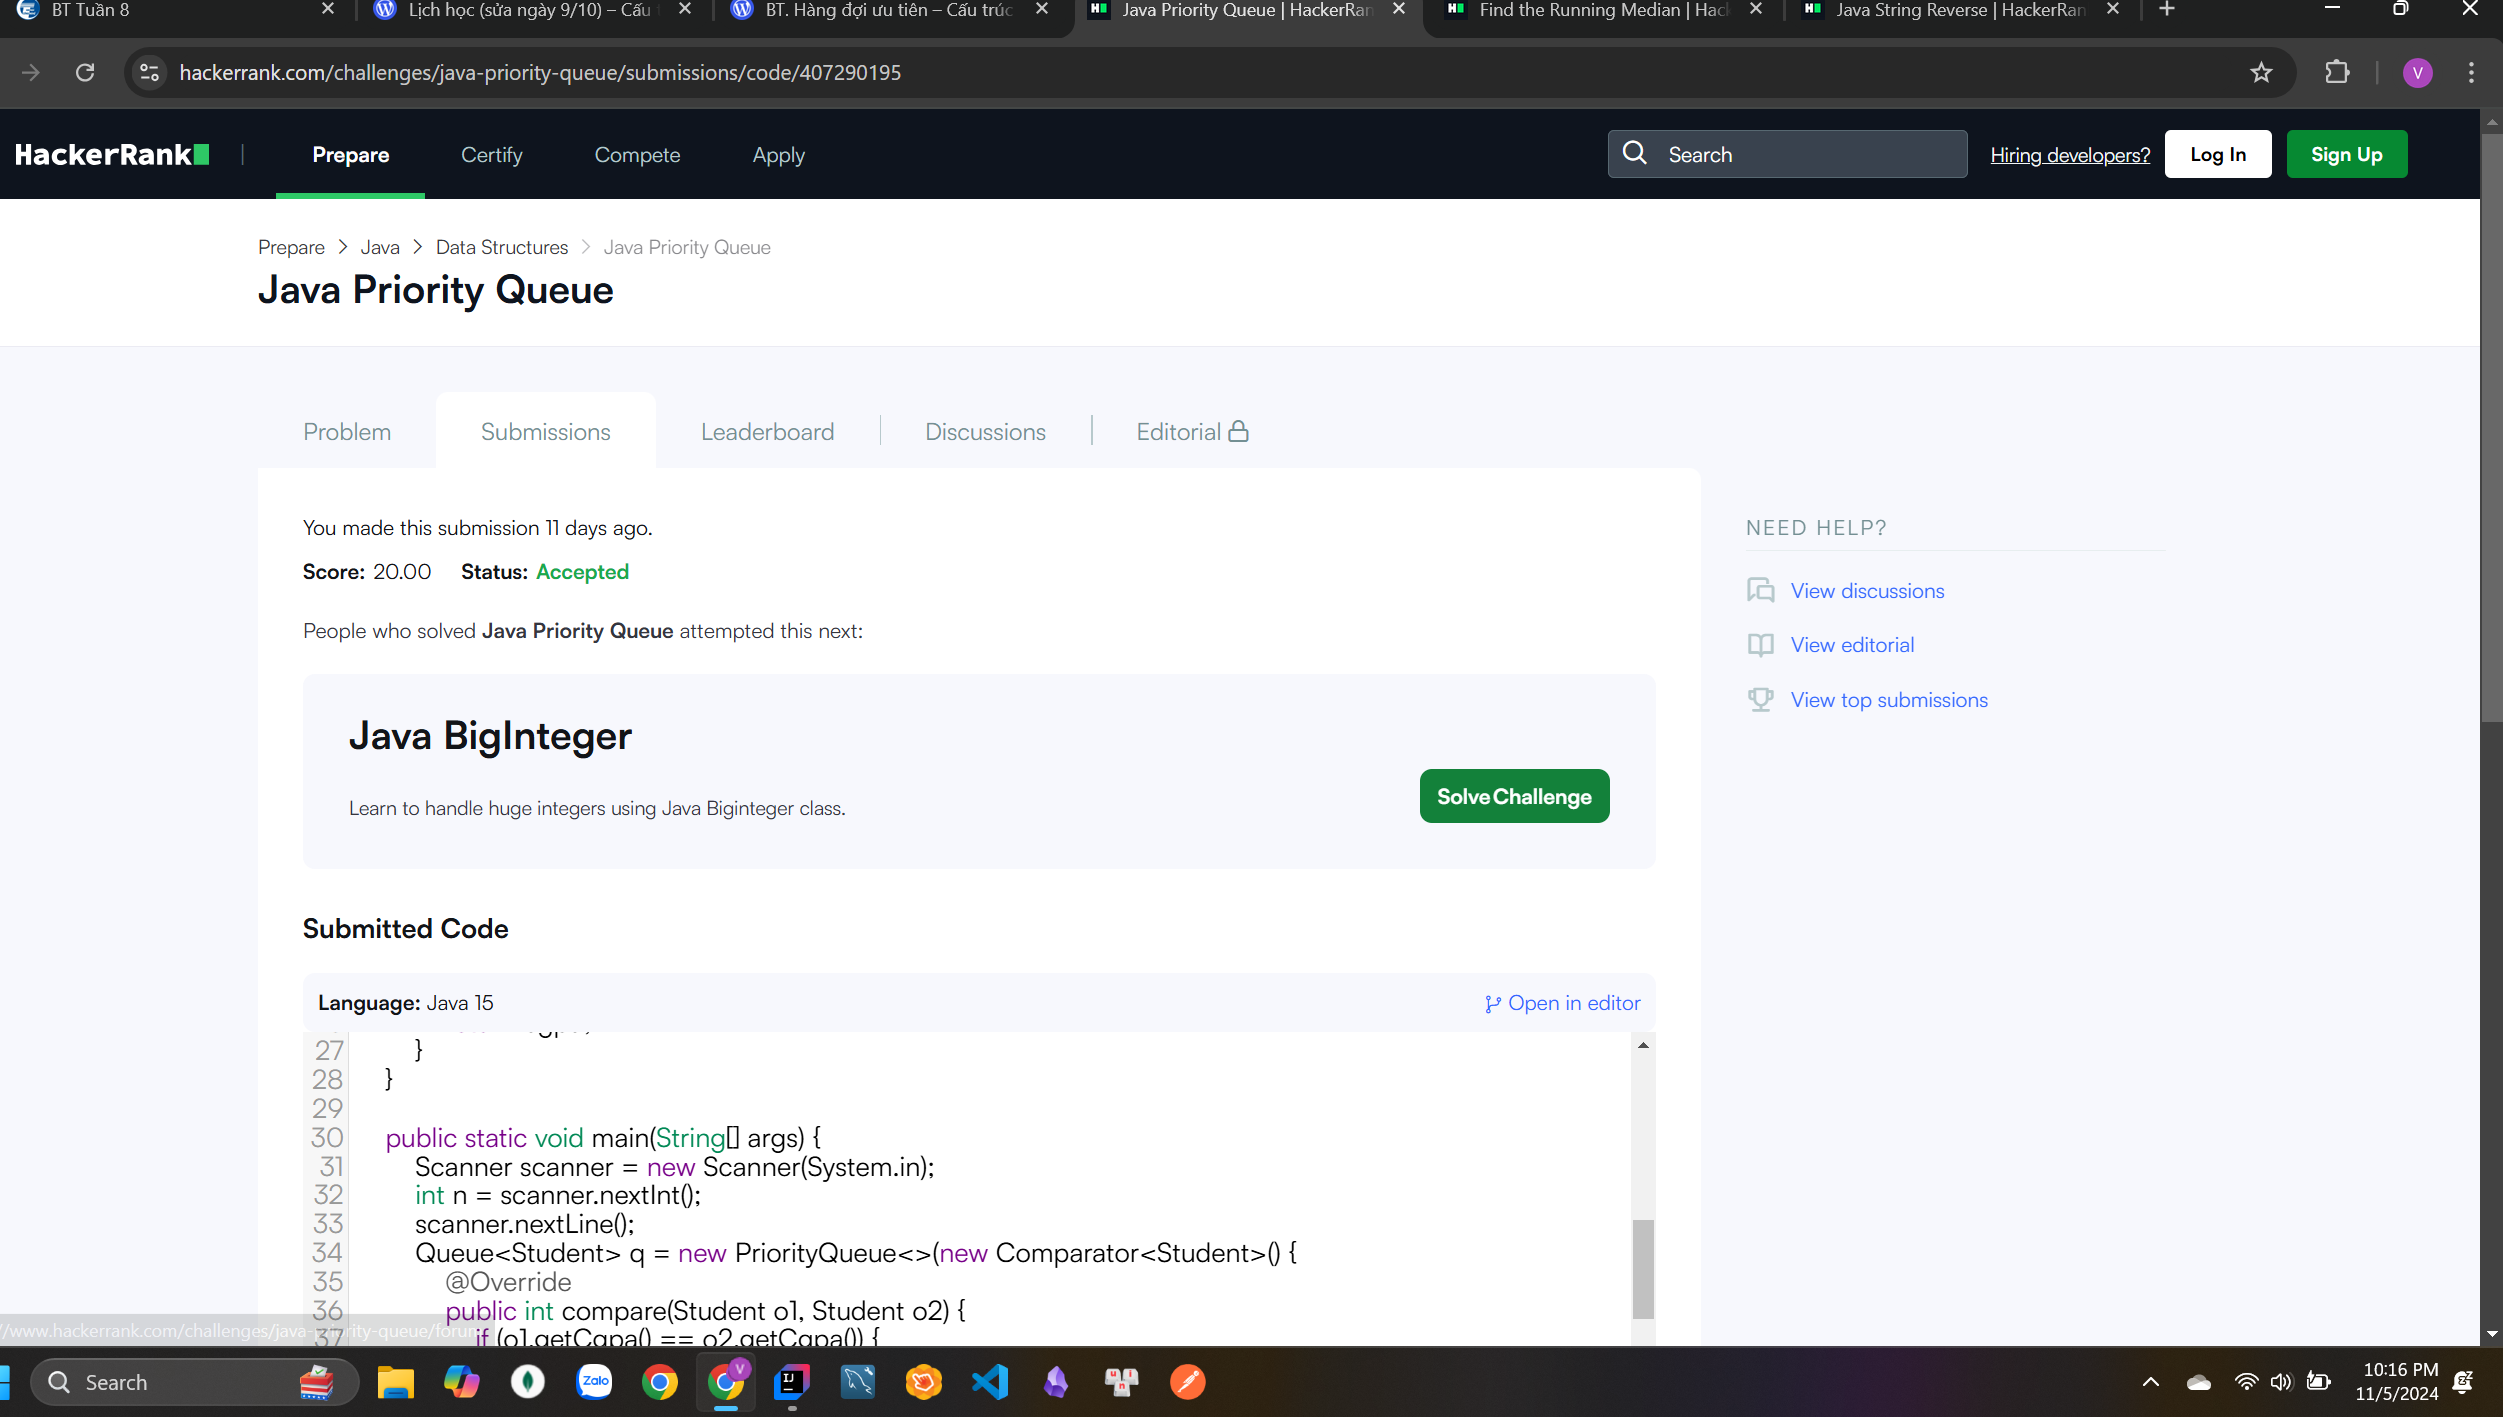 BT Tuần 8
Lịch học (sửa ngày 9/10) – Cấu
BT. Hàng đợi ưu tiên – Cấu trúc
Java Priority Queue | HackerRan
Find the Running Median | Hac
Java String Reverse | HackerRan
hackerrank.com/challenges/java-priority-queue/submissions/code/407290195
V
HackerRank
Prepare
Certify
Compete
Apply
Search
Hiring developers?
Log In
Sign Up
Prepare > Java > Data Structures > Java Priority Queue
Java Priority Queue
Problem
Submissions
Leaderboard
Discussions
Editorial
You made this submission 11 days ago.
Score: 20.00 Status: Accepted
People who solved Java Priority Queue attempted this next:
Java BigInteger
Learn to handle huge integers using Java Biginteger class.
Solve Challenge
NEED HELP?
View discussions
View editorial
View top submissions
Submitted Code
Language: Java 15
Open in editor
27 }
28 }
29
30 public static void main(String[] args) {
31 Scanner scanner = new Scanner(System.in);
32 int n = scanner.nextInt();
33 scanner.nextLine();
34 Queue<Student> q = new PriorityQueue<>(new Comparator<Student>() {
35 @Override
36 public int compare(Student o1, Student o2) {
37 if (o1.getCgpa() == o2.getCgpa()) {
/www.hackerrank.com/challenges/java-priority-queue/forum
Search
Zalo
V
IJ
10:16 PM
11/5/2024